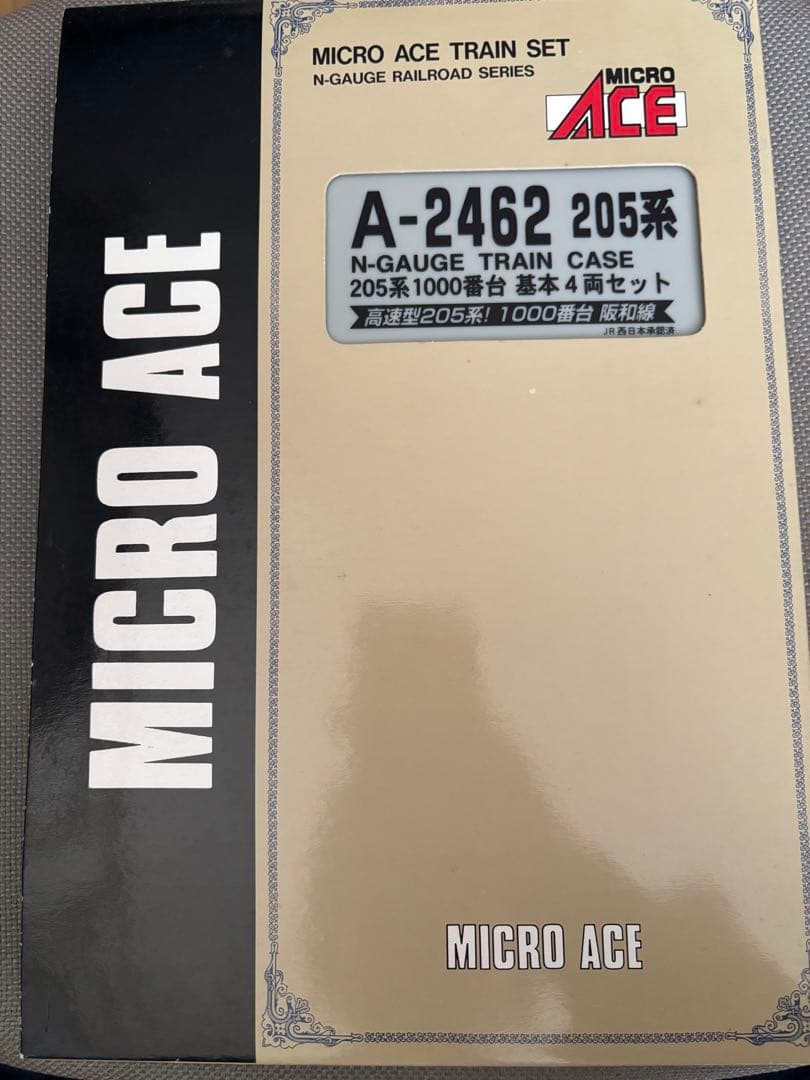 MICRO ACE TRAIN SET
N-GAUGE RAILROAD SERIES
MICRO
ACE
A-2462 205系
N-GAUGE TRAIN CASE
205系1000番台 基本4両セット
高速型205系! 1000番台 阪和線
JR西日本承認済
MICRO ACE
MICRO ACE